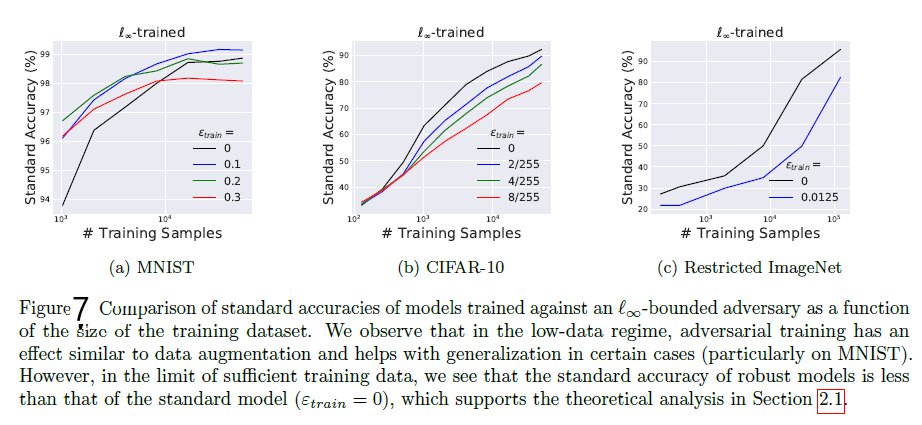 ℓ∞-trained
Standard Accuracy (%)
99
98
97
96
95
94
10³
10⁴
# Training Samples
εtrain =
0
0.1
0.2
0.3
(a) MNIST
ℓ∞-trained
Standard Accuracy (%)
90
80
70
60
50
40
10²
10³
10⁴
# Training Samples
εtrain =
0
2/255
4/255
8/255
(b) CIFAR-10
ℓ∞-trained
Standard Accuracy (%)
90
80
70
60
50
40
30
20
10³
10⁴
10⁵
# Training Samples
εtrain =
0
0.0125
(c) Restricted ImageNet
Figure 7 Comparison of standard accuracies of models trained against an ℓ∞-bounded adversary as a function
of the size of the training dataset. We observe that in the low-data regime, adversarial training has an
effect similar to data augmentation and helps with generalization in certain cases (particularly on MNIST).
However, in the limit of sufficient training data, we see that the standard accuracy of robust models is less
than that of the standard model (εtrain = 0), which supports the theoretical analysis in Section 2.1.